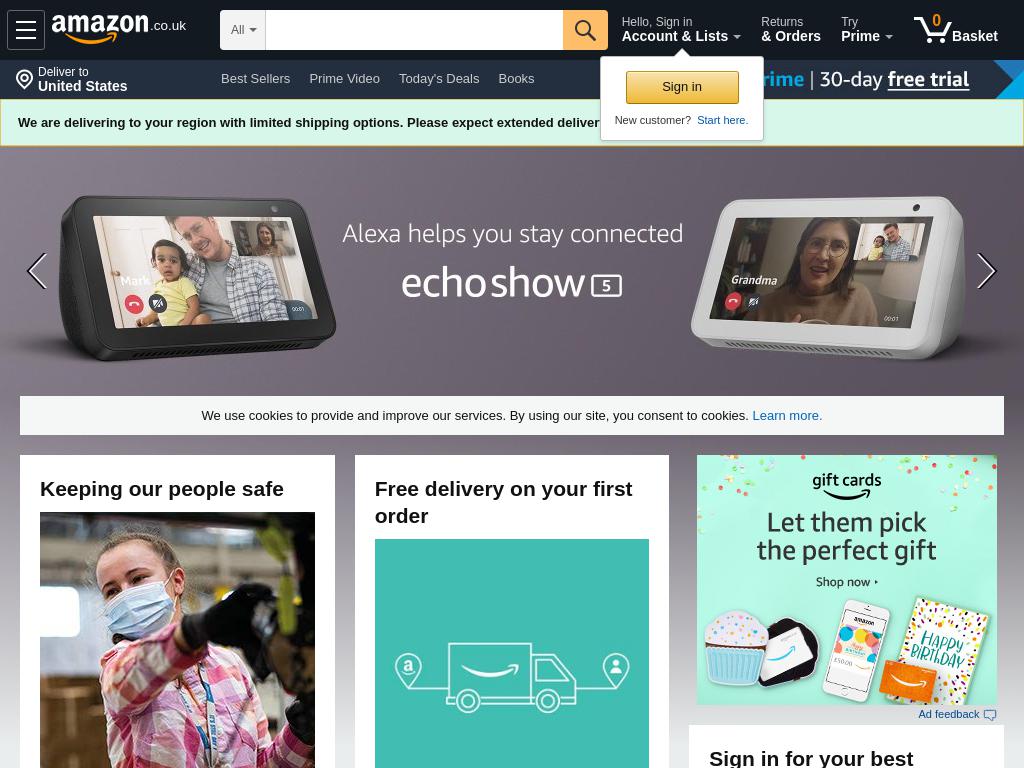 amazon.co.uk
All
Hello, Sign in
Account & Lists
Returns
& Orders
Try
Prime
0
Basket
Deliver to
United States
Best Sellers
Prime Video
Today's Deals
Books
rime | 30-day free trial
Sign in
New customer? Start here.
We are delivering to your region with limited shipping options. Please expect extended deliver
Alexa helps you stay connected
echo show 5
Mark
00:01
Grandma
00:01
We use cookies to provide and improve our services. By using our site, you consent to cookies. Learn more.
Keeping our people safe
Free delivery on your first
order
a
gift cards
Let them pick
the perfect gift
Shop now
amazon
£50.00
HAPPY
BIRTHDAY
Ad feedback
Sign in for your best